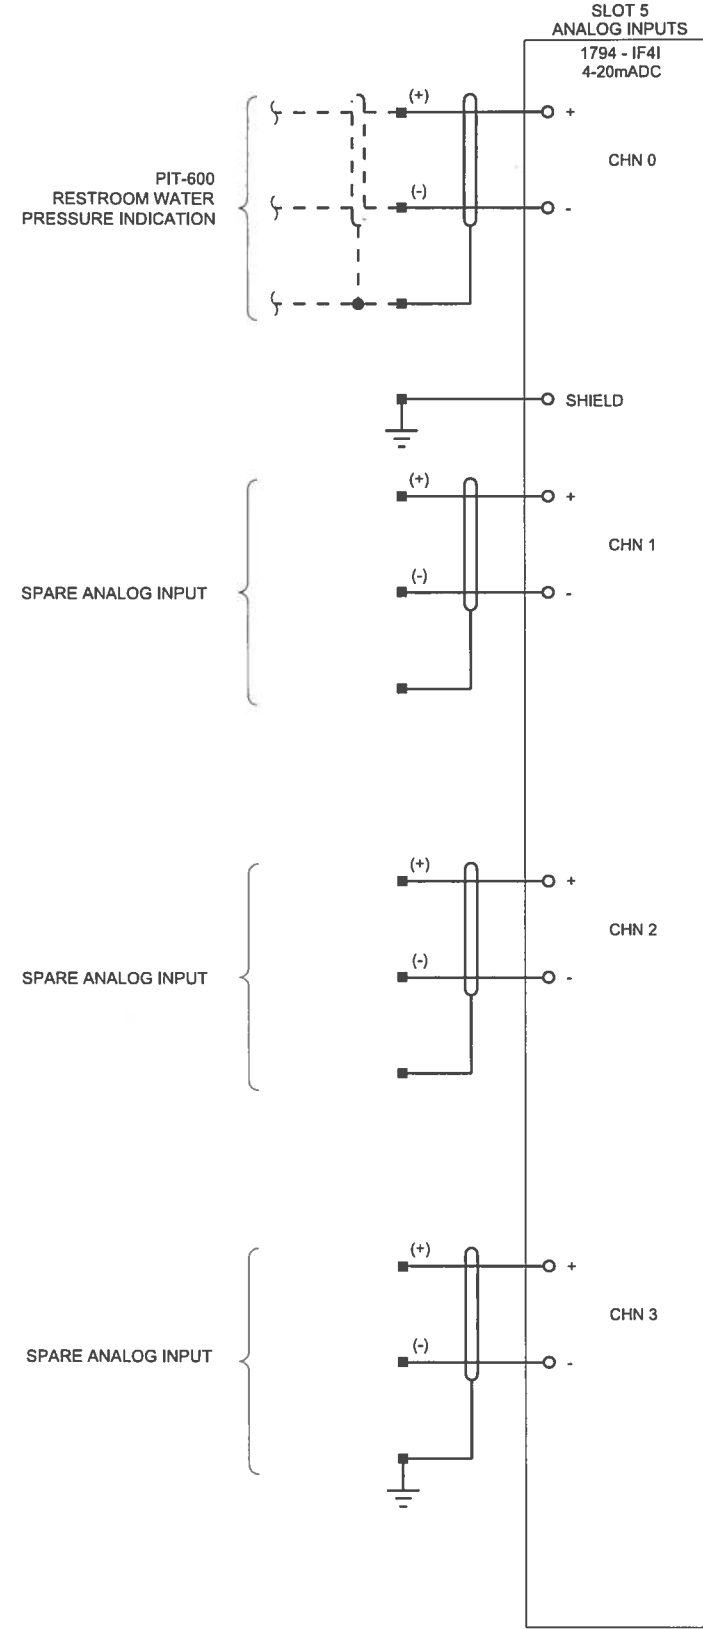 SLOT 5
ANALOG INPUTS
1794 - IF4I
4-20mADC
(+)
+
CHN 0
PIT-600
RESTROOM WATER
PRESSURE INDICATION
(-)
-
SHIELD
(+)
+
CHN 1
SPARE ANALOG INPUT
(-)
-
(+)
+
CHN 2
SPARE ANALOG INPUT
(-)
-
(+)
+
CHN 3
SPARE ANALOG INPUT
(-)
-